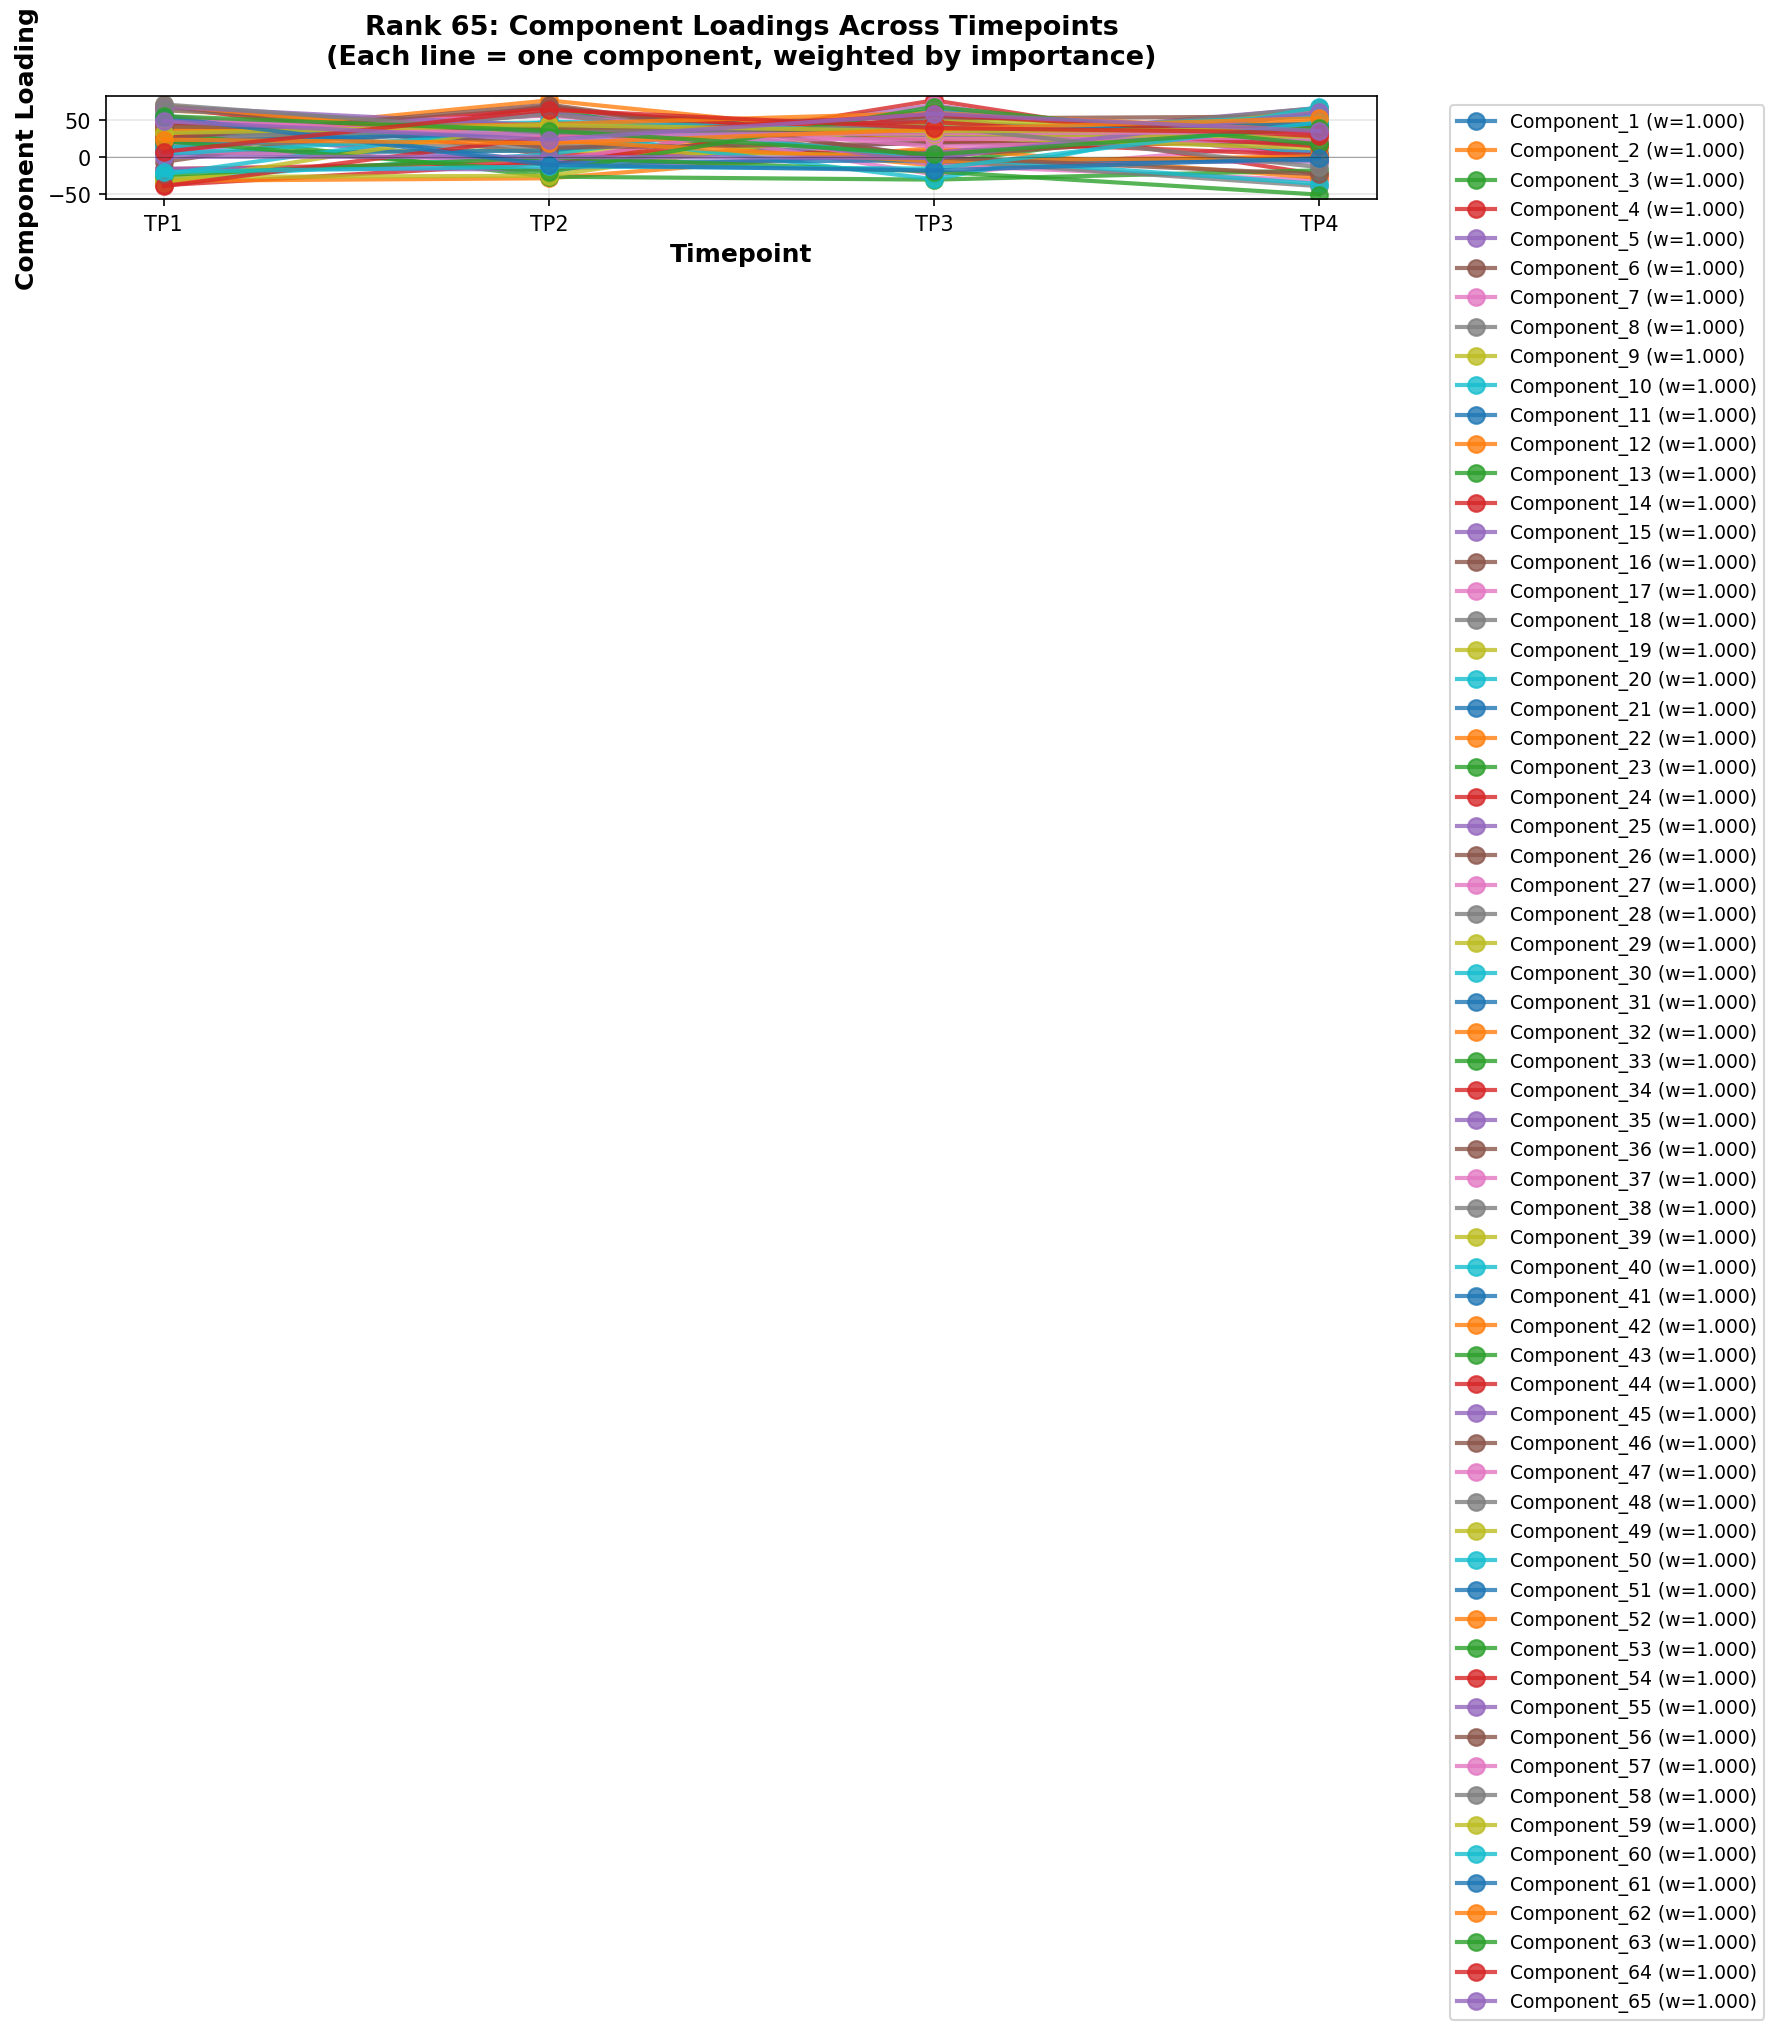 Rank 65: Component Loadings Across Timepoints
(Each line = one component, weighted by importance)
Component Loading
50
0
−50
TP1
TP2
TP3
TP4
Timepoint
Component_1 (w=1.000)
Component_2 (w=1.000)
Component_3 (w=1.000)
Component_4 (w=1.000)
Component_5 (w=1.000)
Component_6 (w=1.000)
Component_7 (w=1.000)
Component_8 (w=1.000)
Component_9 (w=1.000)
Component_10 (w=1.000)
Component_11 (w=1.000)
Component_12 (w=1.000)
Component_13 (w=1.000)
Component_14 (w=1.000)
Component_15 (w=1.000)
Component_16 (w=1.000)
Component_17 (w=1.000)
Component_18 (w=1.000)
Component_19 (w=1.000)
Component_20 (w=1.000)
Component_21 (w=1.000)
Component_22 (w=1.000)
Component_23 (w=1.000)
Component_24 (w=1.000)
Component_25 (w=1.000)
Component_26 (w=1.000)
Component_27 (w=1.000)
Component_28 (w=1.000)
Component_29 (w=1.000)
Component_30 (w=1.000)
Component_31 (w=1.000)
Component_32 (w=1.000)
Component_33 (w=1.000)
Component_34 (w=1.000)
Component_35 (w=1.000)
Component_36 (w=1.000)
Component_37 (w=1.000)
Component_38 (w=1.000)
Component_39 (w=1.000)
Component_40 (w=1.000)
Component_41 (w=1.000)
Component_42 (w=1.000)
Component_43 (w=1.000)
Component_44 (w=1.000)
Component_45 (w=1.000)
Component_46 (w=1.000)
Component_47 (w=1.000)
Component_48 (w=1.000)
Component_49 (w=1.000)
Component_50 (w=1.000)
Component_51 (w=1.000)
Component_52 (w=1.000)
Component_53 (w=1.000)
Component_54 (w=1.000)
Component_55 (w=1.000)
Component_56 (w=1.000)
Component_57 (w=1.000)
Component_58 (w=1.000)
Component_59 (w=1.000)
Component_60 (w=1.000)
Component_61 (w=1.000)
Component_62 (w=1.000)
Component_63 (w=1.000)
Component_64 (w=1.000)
Component_65 (w=1.000)